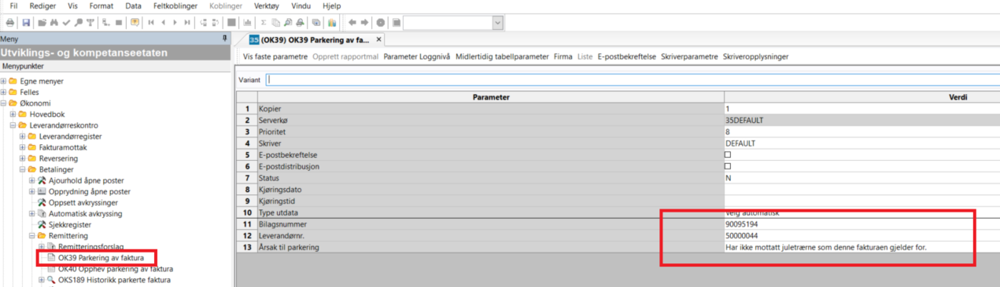 Fil Rediger Vis Format Data Feltkoblinger Koblinger Verktøy Vindu Hjelp
Meny
35 (OK39) OK39 Parkering av fa... ×
Utviklings- og kompetanseetaten
Vis faste parametre Opprett rapportmal Parameter Loggnivå Midlertidig tabellparameter Firma Liste E-postbekreftelse Skriverparametre Skriveropplysninger
Menypunkter
Egne menyer
Felles
Økonomi
Hovedbok
Leverandørreskontro
Leverandørregister
Fakturamottak
Reversering
Betalinger
Ajourhold åpne poster
Opprydning åpne poster
Oppsett avkryssinger
Automatisk avkryssing
Sjekkregister
Remittering
Remitteringsforslag
OK39 Parkering av faktura
OK40 Opphev parkering av faktura
OKS189 Historikk parkerte faktura
Variant
Parameter Verdi
1 Kopier 1
2 Serverkø 35DEFAULT
3 Prioritet 8
4 Skriver DEFAULT
5 E-postbekreftelse
6 E-postdistribusjon
7 Status N
8 Kjøringsdato
9 Kjøringstid
10 Type utdata Velg automatisk
11 Bilagsnummer 90095194
12 Leverandørnr. 50000044
13 Årsak til parkering Har ikke mottatt juletrærne som denne fakturaen gjelder for.